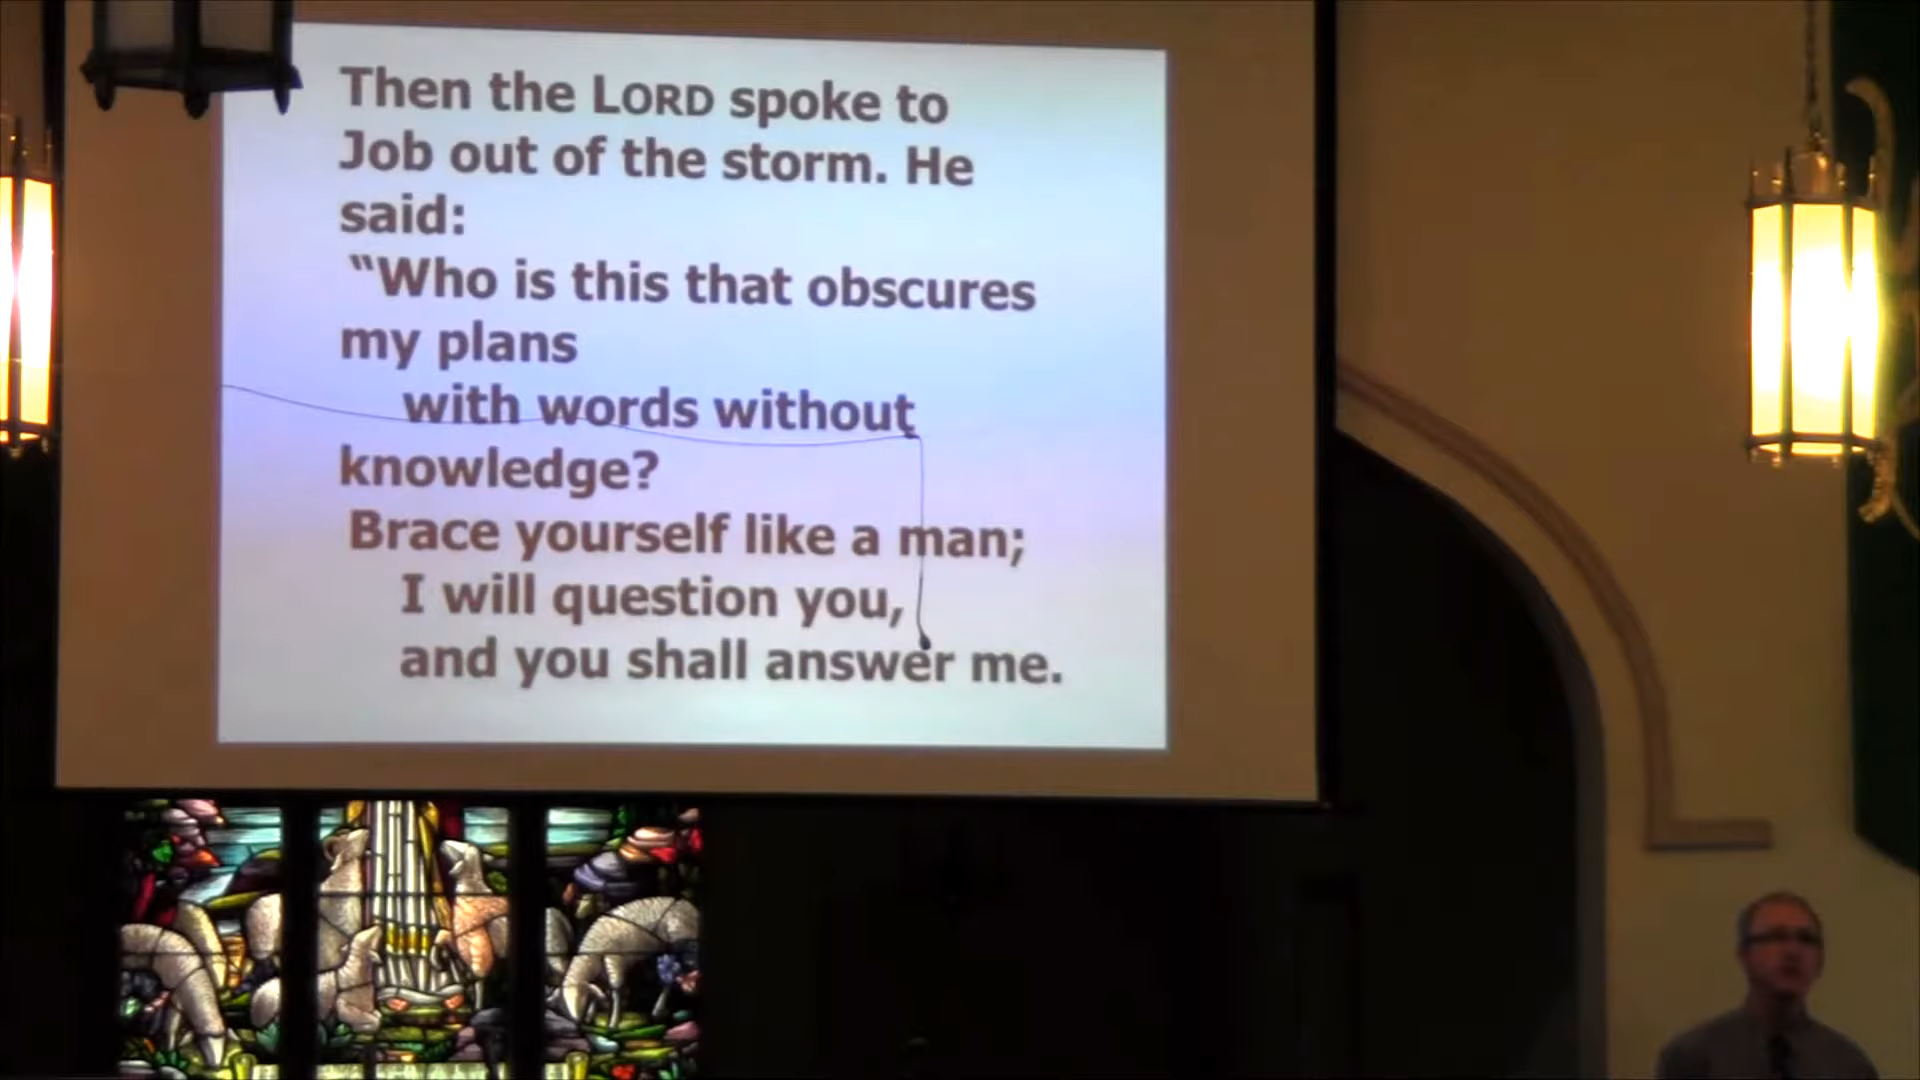 Then the LORD spoke to
Job out of the storm. He
said:
“Who is this that obscures
my plans
with words without
knowledge?
Brace yourself like a man;
I will question you,
and you shall answer me.